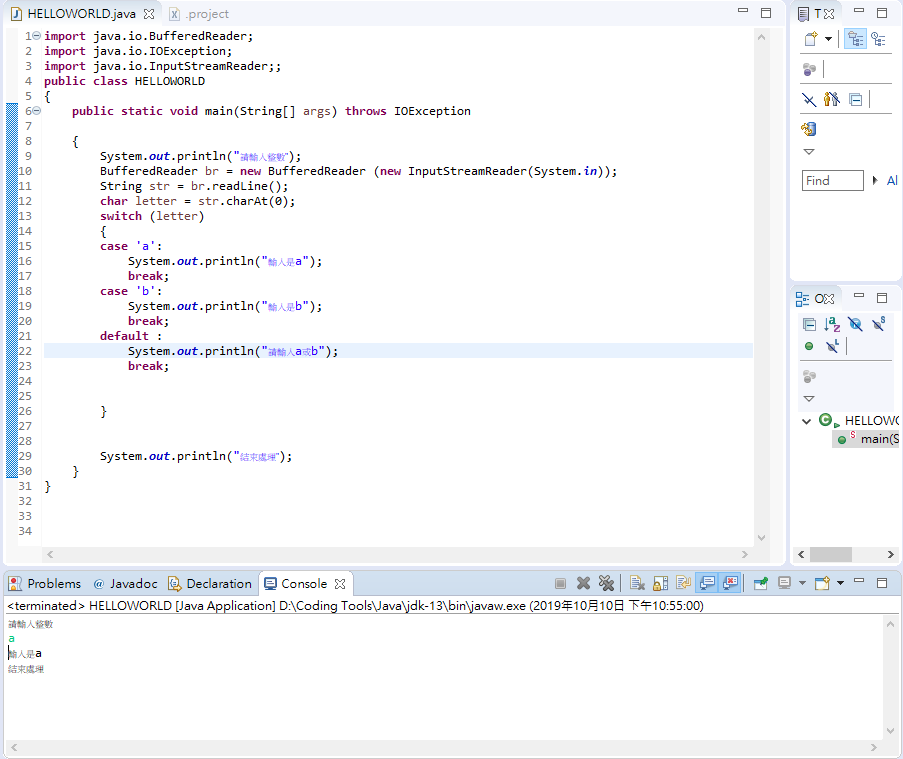 HELLOWORLD.java
.project
1 import java.io.BufferedReader;
2 import java.io.IOException;
3 import java.io.InputStreamReader;;
4 public class HELLOWORLD
5 {
6 public static void main(String[] args) throws IOException
7
8 {
9 System.out.println("請輸入整數");
10 BufferedReader br = new BufferedReader (new InputStreamReader(System.in));
11 String str = br.readLine();
12 char letter = str.charAt(0);
13 switch (letter)
14 {
15 case 'a':
16 System.out.println("輸入是a");
17 break;
18 case 'b':
19 System.out.println("輸入是b");
20 break;
21 default :
22 System.out.println("請輸入a或b");
23 break;
24
25
26 }
27
28
29 System.out.println("結束處理");
30 }
31 }
32
33
34
T
Find
Al
O
HELLOWO
main(S
Problems @ Javadoc Declaration Console
<terminated> HELLOWORLD [Java Application] D:\Coding Tools\Java\jdk-13\bin\javaw.exe (2019年10月10日 下午10:55:00)
請輸入整數
a
輸入是a
結束處理